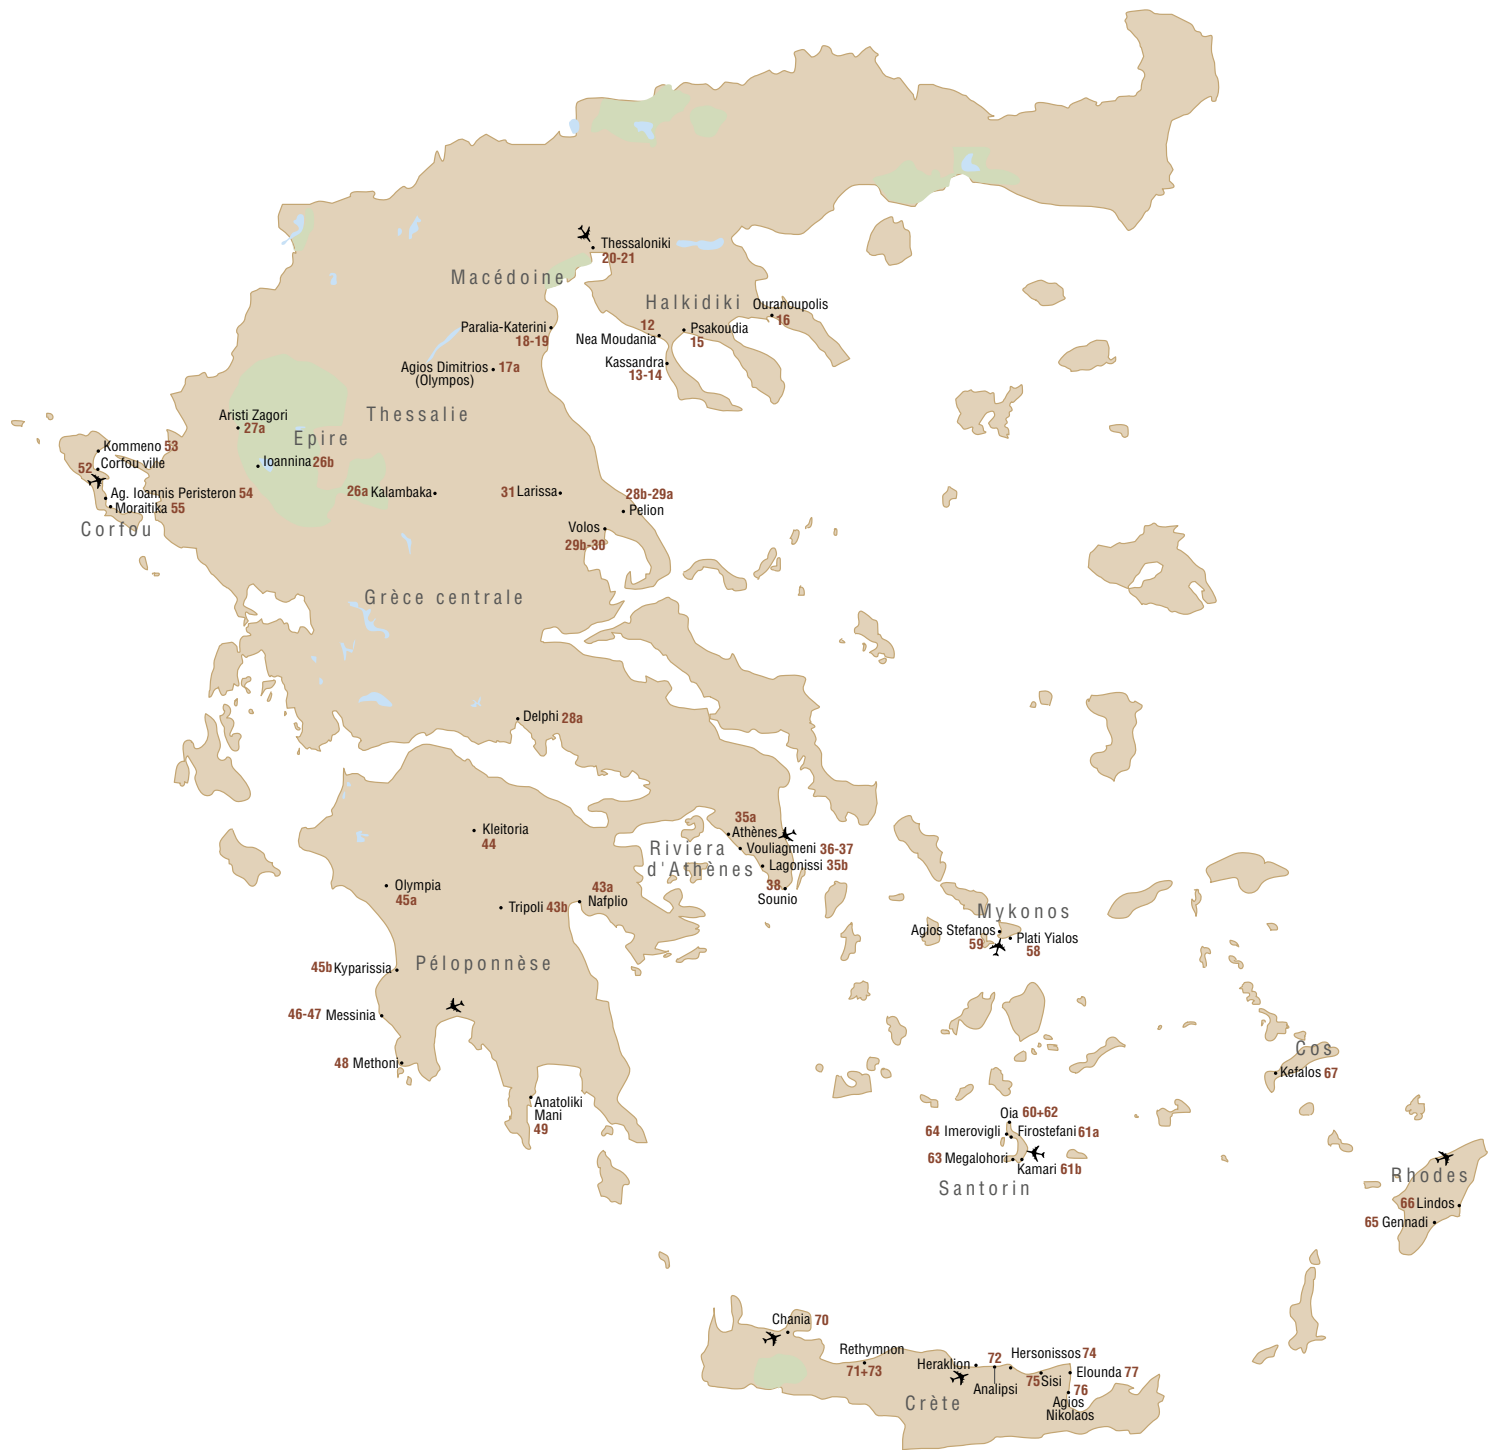 Thessaloniki
20-21
Macédoine
Halkidiki
Ouranoupolis
16
Paralia-Katerini
18-19
12
Nea Moudania
Psakoudia
15
Kassandra
13-14
Agios Dimitrios 17a
(Olympos)
Thessalie
Aristi Zagori
27a
Epire
Ioannina 26b
Kommeno 53
52 Corfou ville
Ag. Ioannis Peristeron 54
Moraitika 55
Corfou
26a Kalambaka
31 Larissa
28b-29a
Pelion
Volos
29b-30
Grèce centrale
Delphi 28a
Kleitoria
44
35a
Athènes
Vouliagmeni 36-37
Lagonissi 35b
Riviera
d'Athènes
38
Sounio
Olympia
45a
Tripoli 43b
43a
Nafplio
Mykonos
Agios Stefanos
59
Plati Yialos
58
45b Kyparissia
Péloponnèse
46-47 Messinia
48 Methoni
Anatoliki
Mani
49
Cos
Kefalos 67
Oia 60+62
64 Imerovigli
Firostefani 61a
63 Megalohori
Kamari 61b
Santorin
Rhodes
66 Lindos
65 Gennadi
Chania 70
Rethymnon
71+73
Heraklion
72
Analipsi
Hersonissos 74
75 Sisi
Elounda 77
76
Agios
Nikolaos
Crète